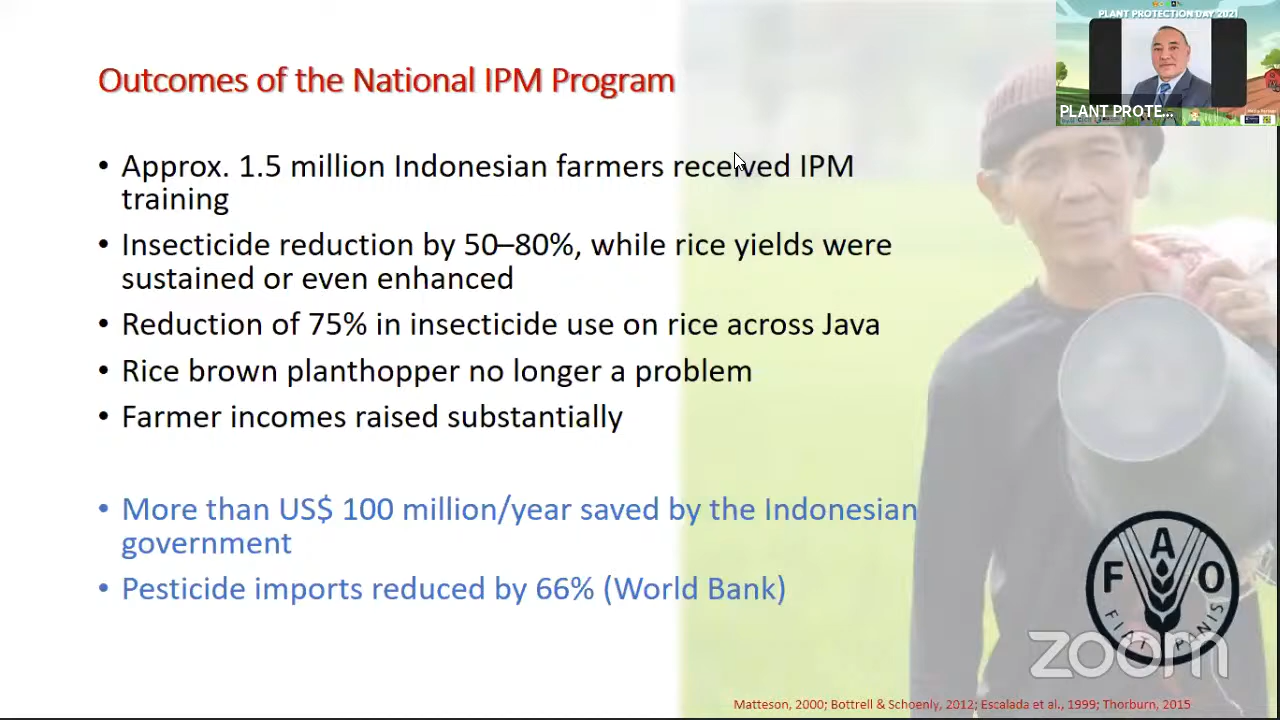 PLANT PROTECTION DAY 2021
PLANT PROTE...
Outcomes of the National IPM Program
• Approx. 1.5 million Indonesian farmers received IPM
training
• Insecticide reduction by 50–80%, while rice yields were
sustained or even enhanced
• Reduction of 75% in insecticide use on rice across Java
• Rice brown planthopper no longer a problem
• Farmer incomes raised substantially
• More than US$ 100 million/year saved by the Indonesian
government
• Pesticide imports reduced by 66% (World Bank)
F A O
FIAT PANIS
zoom
Matteson, 2000; Bottrell & Schoenly, 2012; Escalada et al., 1999; Thorburn, 2015